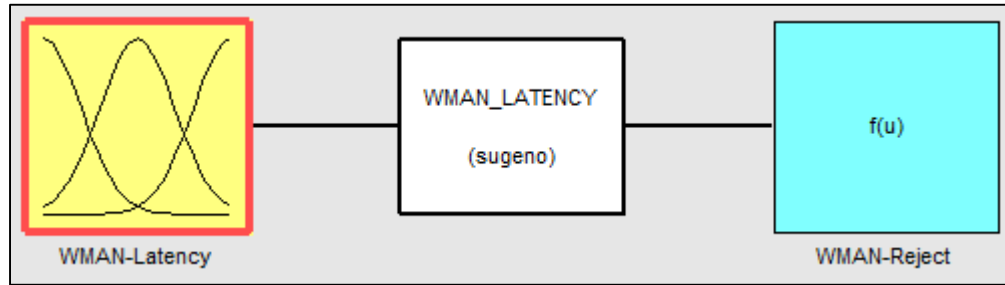 WMAN_LATENCY
(sugeno)
f(u)
WMAN-Latency
WMAN-Reject